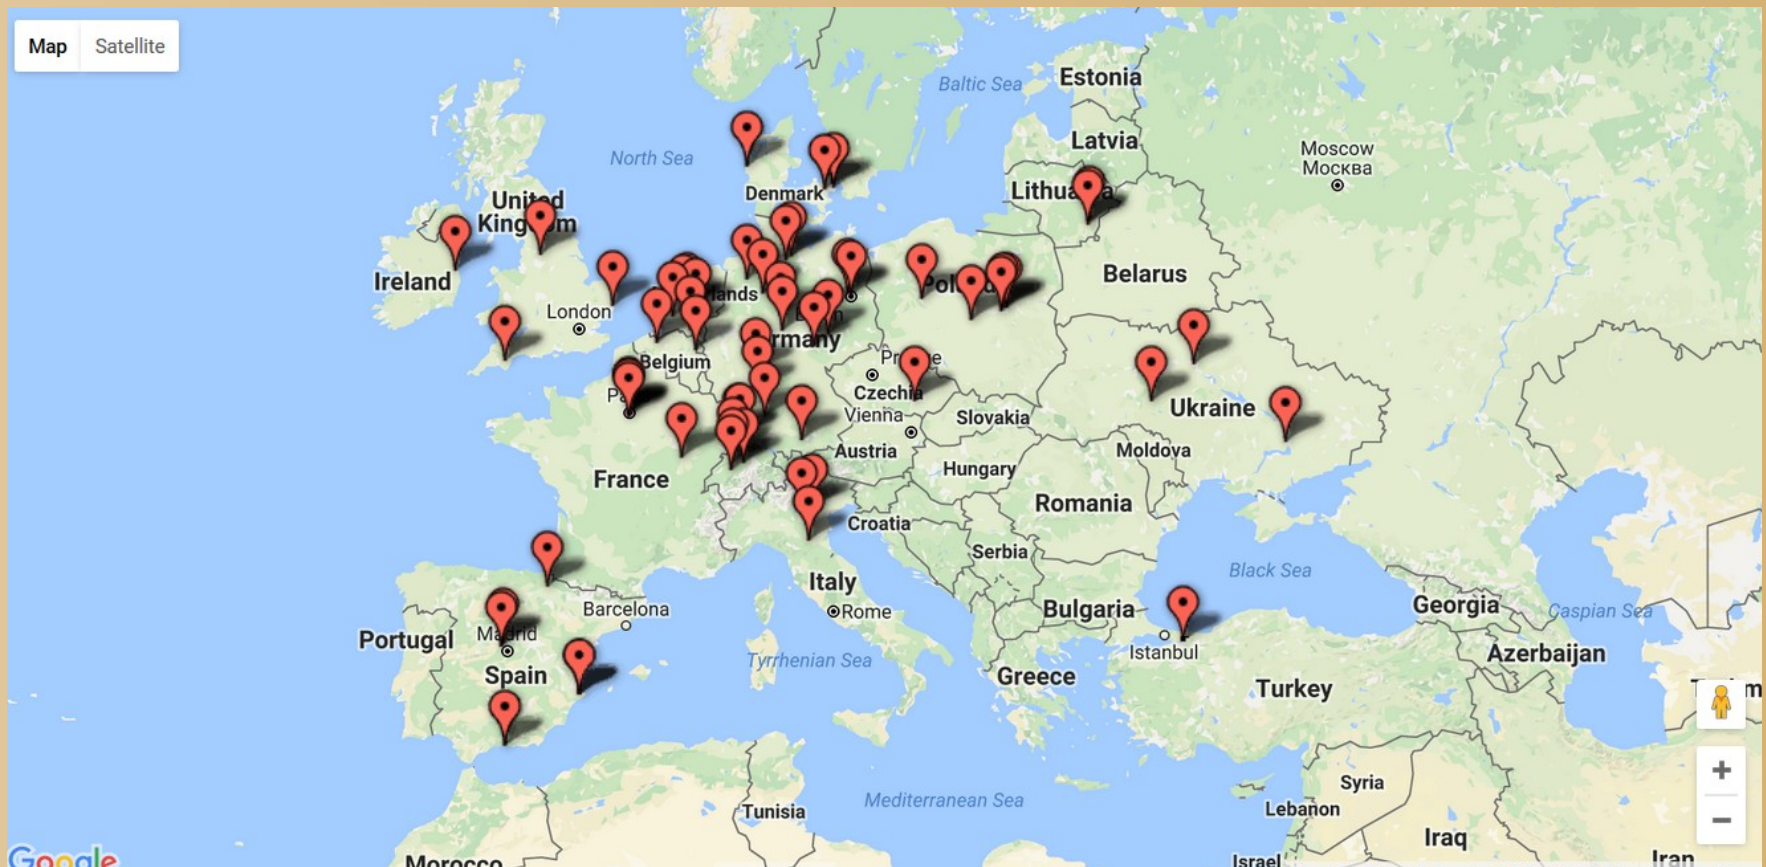 Map
Satellite
Estonia
Baltic Sea
Latvia
Moscow
Москва
North Sea
Denmark
United
Kingdom
Ireland
Belarus
London
Belgium
Czechia
Vienna
Slovakia
Ukraine
Austria
Moldova
Hungary
France
Romania
Croatia
Serbia
Black Sea
Italy
Barcelona
Rome
Bulgaria
Georgia
Caspian Sea
Portugal
Madrid
Istanbul
Azerbaijan
Tyrrhenian Sea
Spain
Greece
Turkey
Syria
Mediterranean Sea
Tunisia
Lebanon
Iraq
Google
Morocco
Israel
Iran